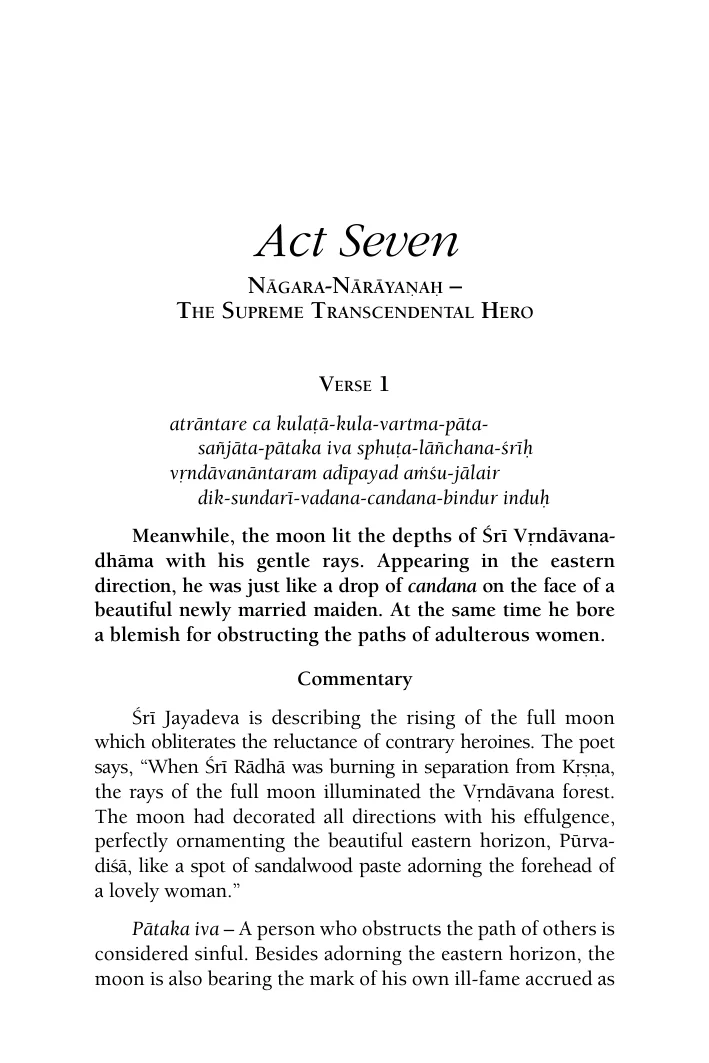 Act Seven
Nāgara-Nārāyaṇaḥ –
The Supreme Transcendental Hero
Verse 1
atrāntare ca kulaṭā-kula-vartma-pāta-
sañjāta-pātaka iva sphuṭa-lāñchana-śrīḥ
vṛndāvanāntaram adīpayad aṁśu-jālair
dik-sundarī-vadana-candana-bindur induḥ
Meanwhile, the moon lit the depths of Śrī Vṛndāvana-
dhāma with his gentle rays. Appearing in the eastern
direction, he was just like a drop of candana on the face of a
beautiful newly married maiden. At the same time he bore
a blemish for obstructing the paths of adulterous women.
Commentary
Śrī Jayadeva is describing the rising of the full moon
which obliterates the reluctance of contrary heroines. The poet
says, “When Śrī Rādhā was burning in separation from Kṛṣṇa,
the rays of the full moon illuminated the Vṛndāvana forest.
The moon had decorated all directions with his effulgence,
perfectly ornamenting the beautiful eastern horizon, Pūrva-
diśā, like a spot of sandalwood paste adorning the forehead of
a lovely woman.”
Pātaka iva – A person who obstructs the path of others is
considered sinful. Besides adorning the eastern horizon, the
moon is also bearing the mark of his own ill-fame accrued as